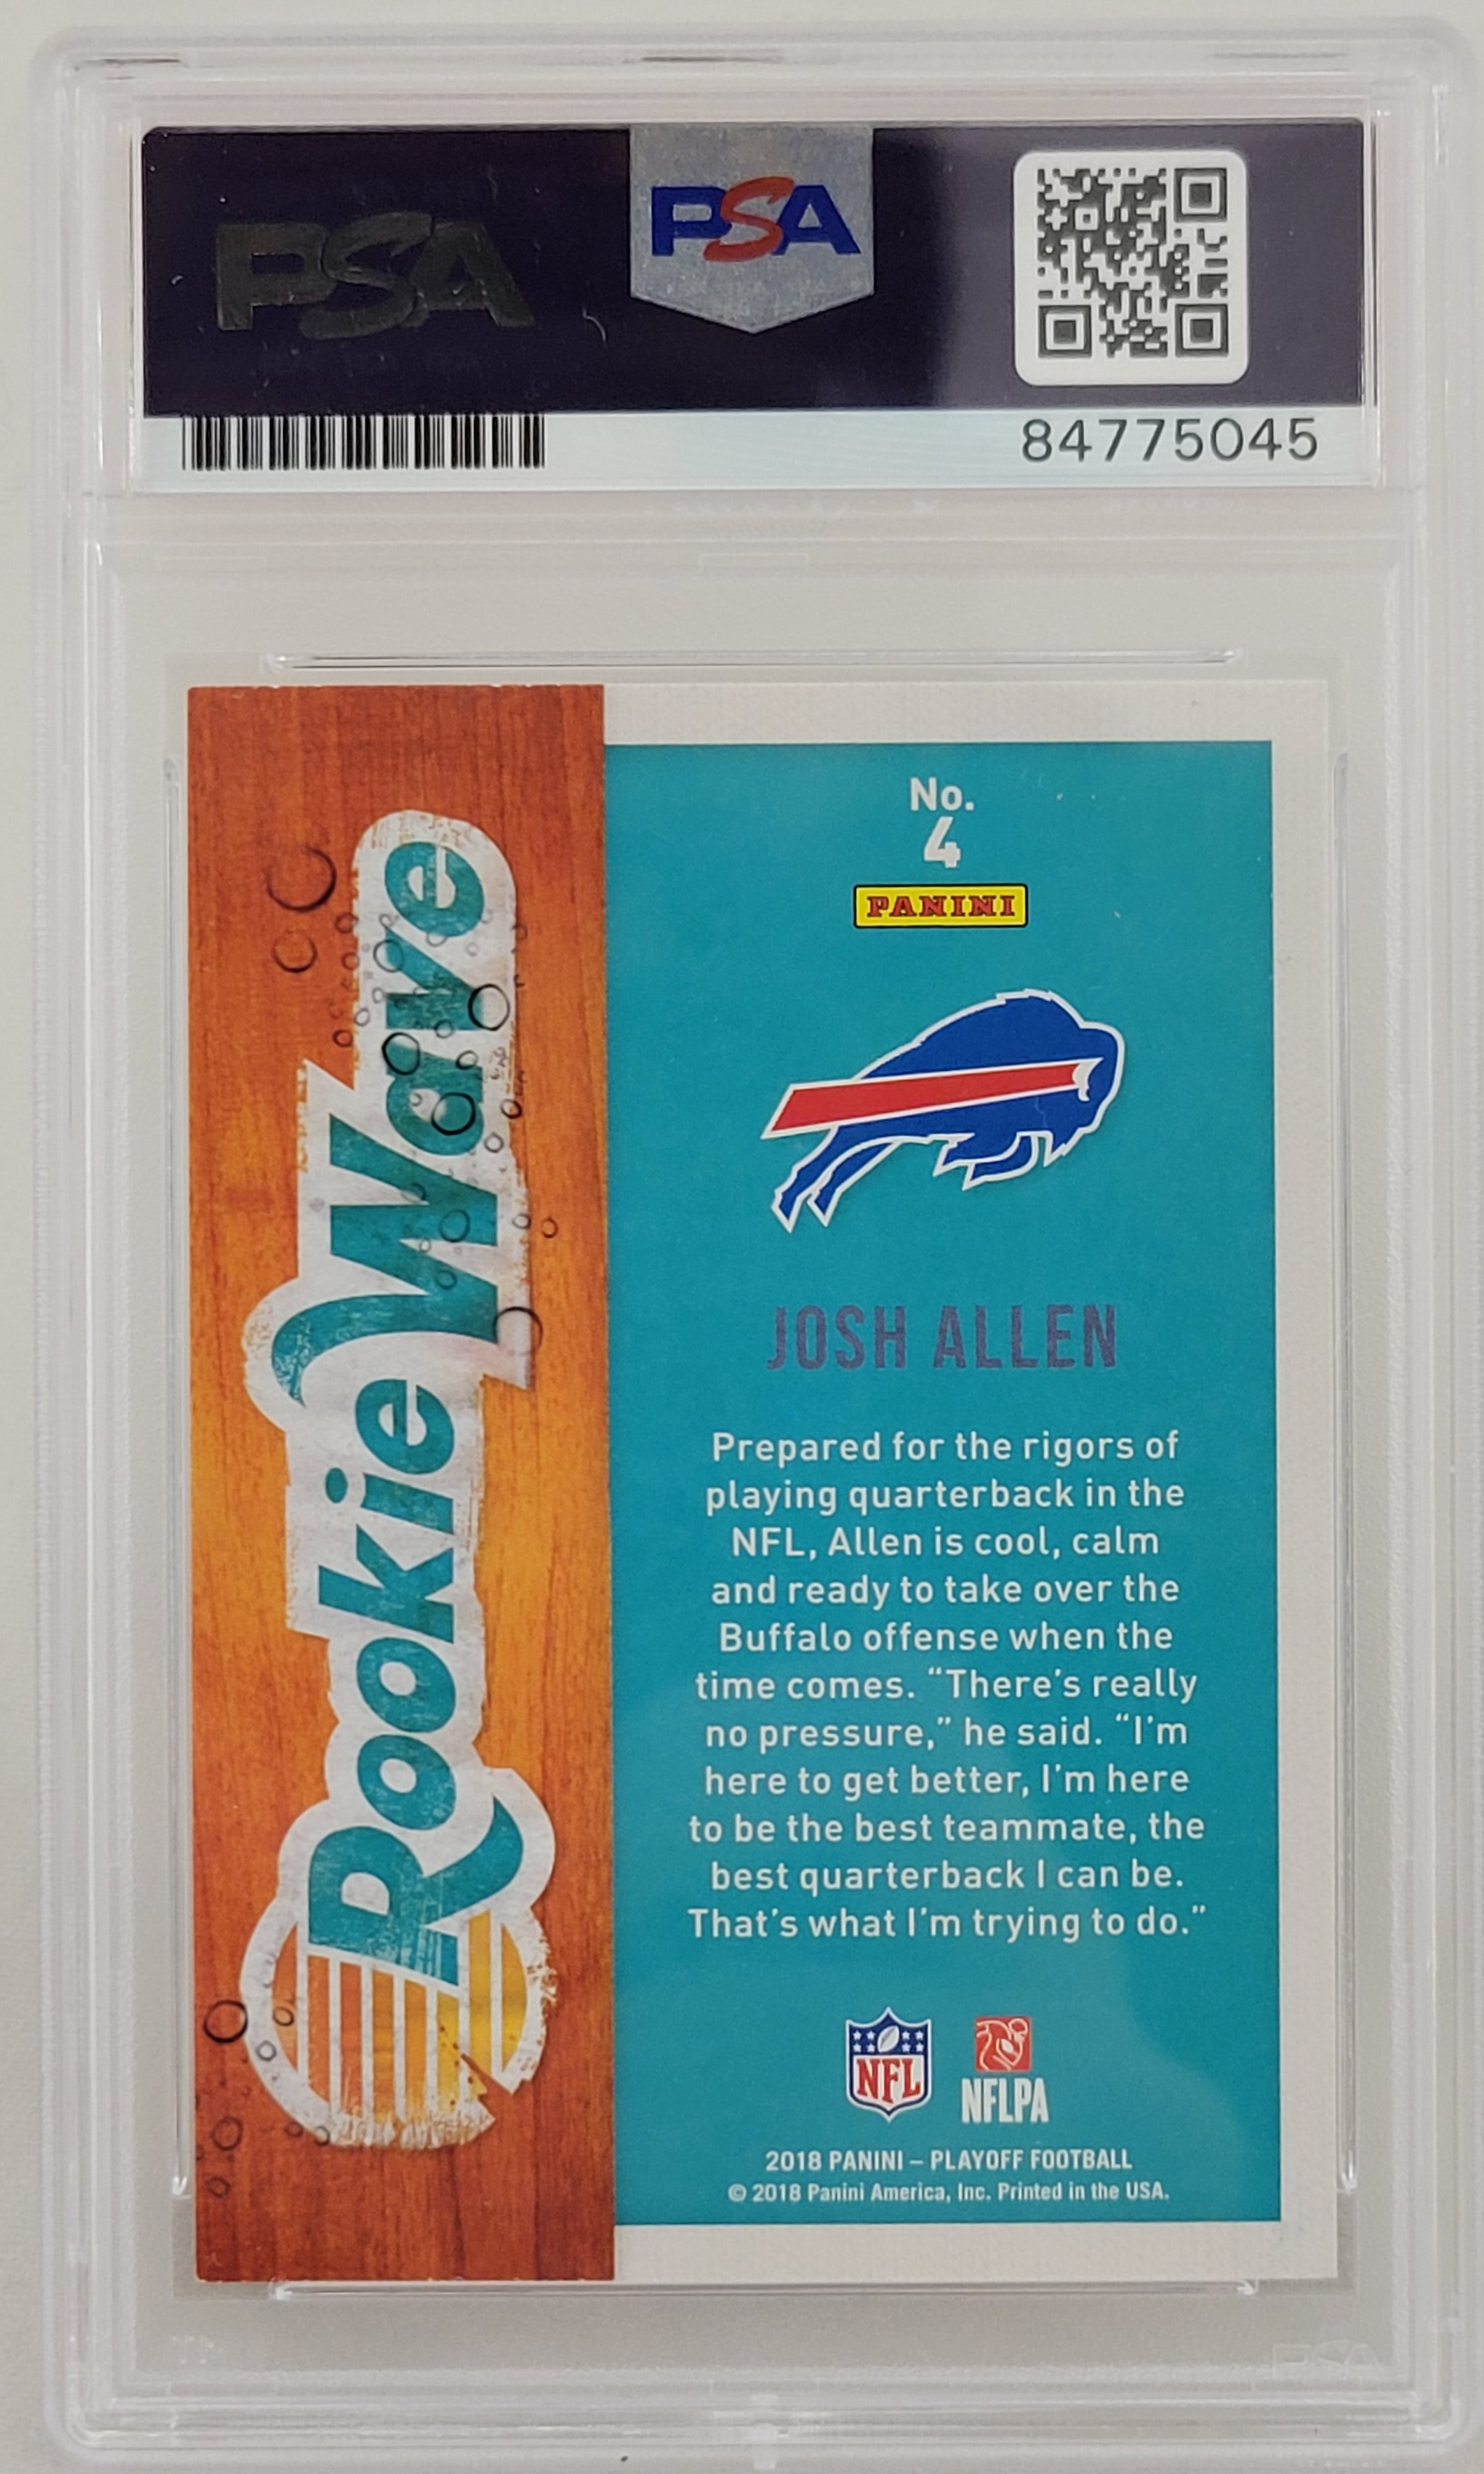 PSA
PSA
84775045
Rookie Wave
No.
4
PANINI
JOSH ALLEN
Prepared for the rigors of
playing quarterback in the
NFL, Allen is cool, calm
and ready to take over the
Buffalo offense when the
time comes. “There's really
no pressure,” he said. “I'm
here to get better, I'm here
to be the best teammate, the
best quarterback I can be.
That's what I'm trying to do.”
NFL
NFLPA
2018 PANINI – PLAYOFF FOOTBALL
© 2018 Panini America, Inc. Printed in the USA.
PSA